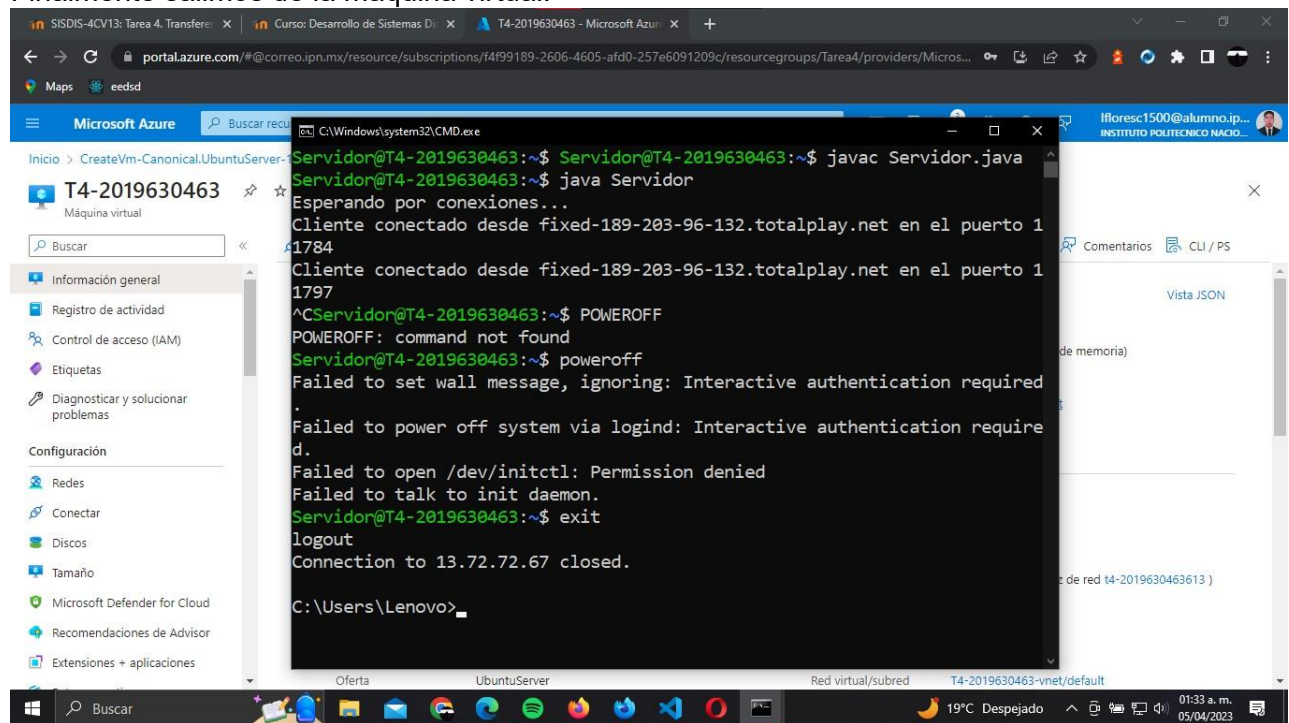 Finalmente salimos de la máquina virtual.
SISDIS-4CV13: Tarea 4. Transfere
Curso: Desarrollo de Sistemas Di
T4-2019630463 - Microsoft Azur
portal.azure.com/#@correo.ipn.mx/resource/subscriptions/f4f99189-2606-4605-afd0-257e6091209c/resourcegroups/Tarea4/providers/Micros...
Maps
eedsd
Microsoft Azure
Buscar recu
lfloresc1500@alumno.ip...
INSTITUTO POLITECNICO NACIO...
Inicio > CreateVm-Canonical.UbuntuServer-1
T4-2019630463
Máquina virtual
Buscar
Comentarios
CLI / PS
Información general
Registro de actividad
Control de acceso (IAM)
Etiquetas
Diagnosticar y solucionar
problemas
Configuración
Redes
Conectar
Discos
Tamaño
Microsoft Defender for Cloud
Recomendaciones de Advisor
Extensiones + aplicaciones
Vista JSON
de memoria)
z de red t4-2019630463613 )
C:\Windows\system32\CMD.exe
Servidor@T4-2019630463:~$ Servidor@T4-2019630463:~$ javac Servidor.java
Servidor@T4-2019630463:~$ java Servidor
Esperando por conexiones...
Cliente conectado desde fixed-189-203-96-132.totalplay.net en el puerto 1
1784
Cliente conectado desde fixed-189-203-96-132.totalplay.net en el puerto 1
1797
^CServidor@T4-2019630463:~$ POWEROFF
POWEROFF: command not found
Servidor@T4-2019630463:~$ poweroff
Failed to set wall message, ignoring: Interactive authentication required
.
Failed to power off system via logind: Interactive authentication require
d.
Failed to open /dev/initctl: Permission denied
Failed to talk to init daemon.
Servidor@T4-2019630463:~$ exit
logout
Connection to 13.72.72.67 closed.
C:\Users\Lenovo>
Oferta
UbuntuServer
Red virtual/subred
T4-2019630463-vnet/default
Buscar
19°C Despejado
01:33 a. m.
05/04/2023